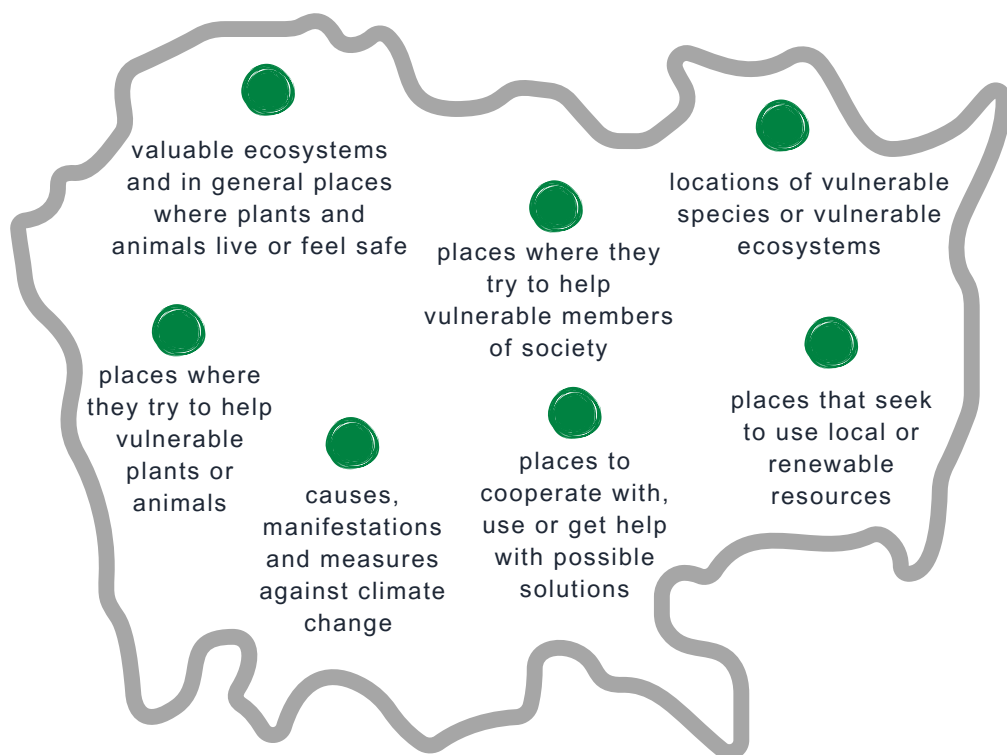 valuable ecosystems
and in general places
where plants and
animals live or feel safe
places where they
try to help
vulnerable members
of society
locations of vulnerable
species or vulnerable
ecosystems
places where
they try to help
vulnerable
plants or
animals
causes,
manifestations
and measures
against climate
change
places to
cooperate with,
use or get help
with possible
solutions
places that seek
to use local or
renewable
resources